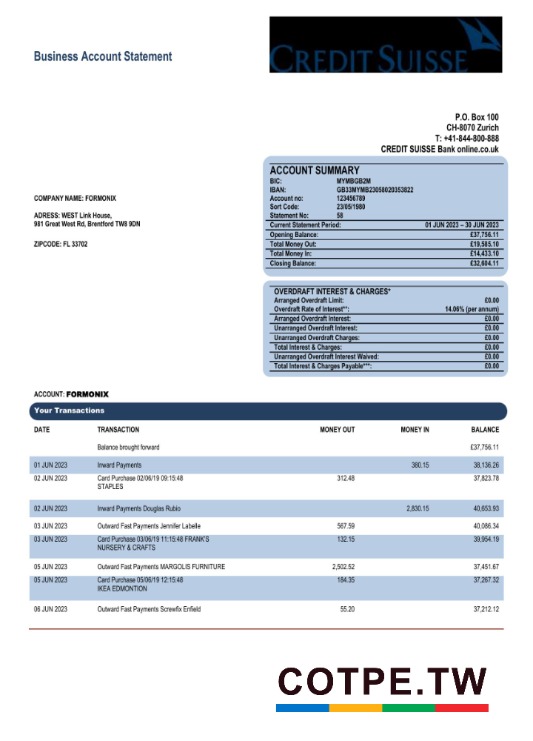 CREDIT SUISSE
Business Account Statement
P.O. Box 100
CH-8070 Zurich
T: +41-844-800-888
CREDIT SUISSE Bank online.co.uk
ACCOUNT SUMMARY
BIC: MYMBGB2M
IBAN: GB33MYMB23058020353822
Account no: 123456789
Sort Code: 23/05/1980
Statement No: 58
Current Statement Period: 01 JUN 2023 – 30 JUN 2023
Opening Balance: £37,756.11
Total Money Out: £19,585.10
Total Money In: £14,433.10
Closing Balance: £32,604.11
COMPANY NAME: FORMONIX
ADRESS: WEST Link House,
981 Great West Rd, Brentford TW8 9DN
ZIPCODE: FL 33702
OVERDRAFT INTEREST & CHARGES*
Arranged Overdraft Limit: £0.00
Overdraft Rate of Interest**: 14.06% (per annum)
Arranged Overdraft Interest: £0.00
Unarranged Overdraft Interest: £0.00
Unarranged Overdraft Charges: £0.00
Total Interest & Charges: £0.00
Unarranged Overdraft Interest Waived: £0.00
Total Interest & Charges Payable***: £0.00
ACCOUNT: FORMONIX
Your Transactions
DATE TRANSACTION MONEY OUT MONEY IN BALANCE
Balance brought forward £37,756.11
01 JUN 2023 Inward Payments 380.15 38,136.26
02 JUN 2023 Card Purchase 02/06/19 09:15:48 312.48 37,823.78
STAPLES
02 JUN 2023 Inward Payments Douglas Rubio 2,830.15 40,653.93
03 JUN 2023 Outward Fast Payments Jennifer Labelle 567.59 40,086.34
03 JUN 2023 Card Purchase 03/06/19 11:15:48 FRANK'S 132.15 39,954.19
NURSERY & CRAFTS
05 JUN 2023 Outward Fast Payments MARGOLIS FURNITURE 2,502.52 37,451.67
05 JUN 2023 Card Purchase 05/06/19 12:15:48 184.35 37,267.32
IKEA EDMONTION
06 JUN 2023 Outward Fast Payments Screwfix Enfield 55.20 37,212.12
COTPE.TW